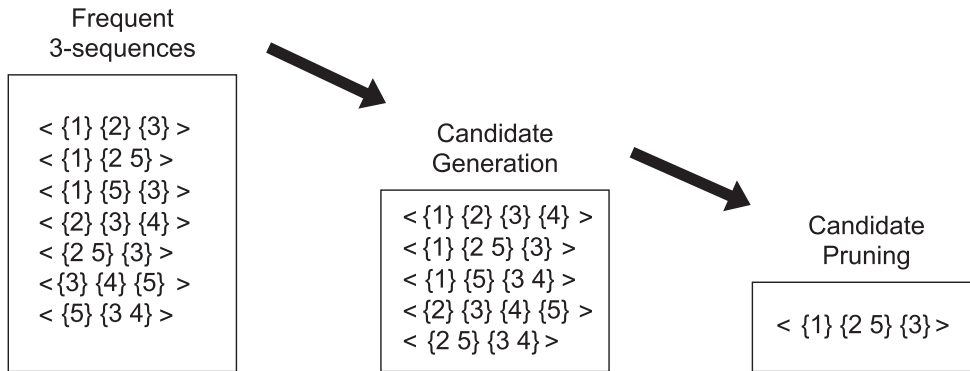 Frequent
3-sequences
< {1} {2} {3} >
< {1} {2 5} >
< {1} {5} {3} >
< {2} {3} {4} >
< {2 5} {3} >
<{3} {4} {5} >
< {5} {3 4} >
Candidate
Generation
< {1} {2} {3} {4} >
< {1} {2 5} {3} >
< {1} {5} {3 4} >
< {2} {3} {4} {5} >
< {2 5} {3 4} >
Candidate
Pruning
< {1} {2 5} {3} >